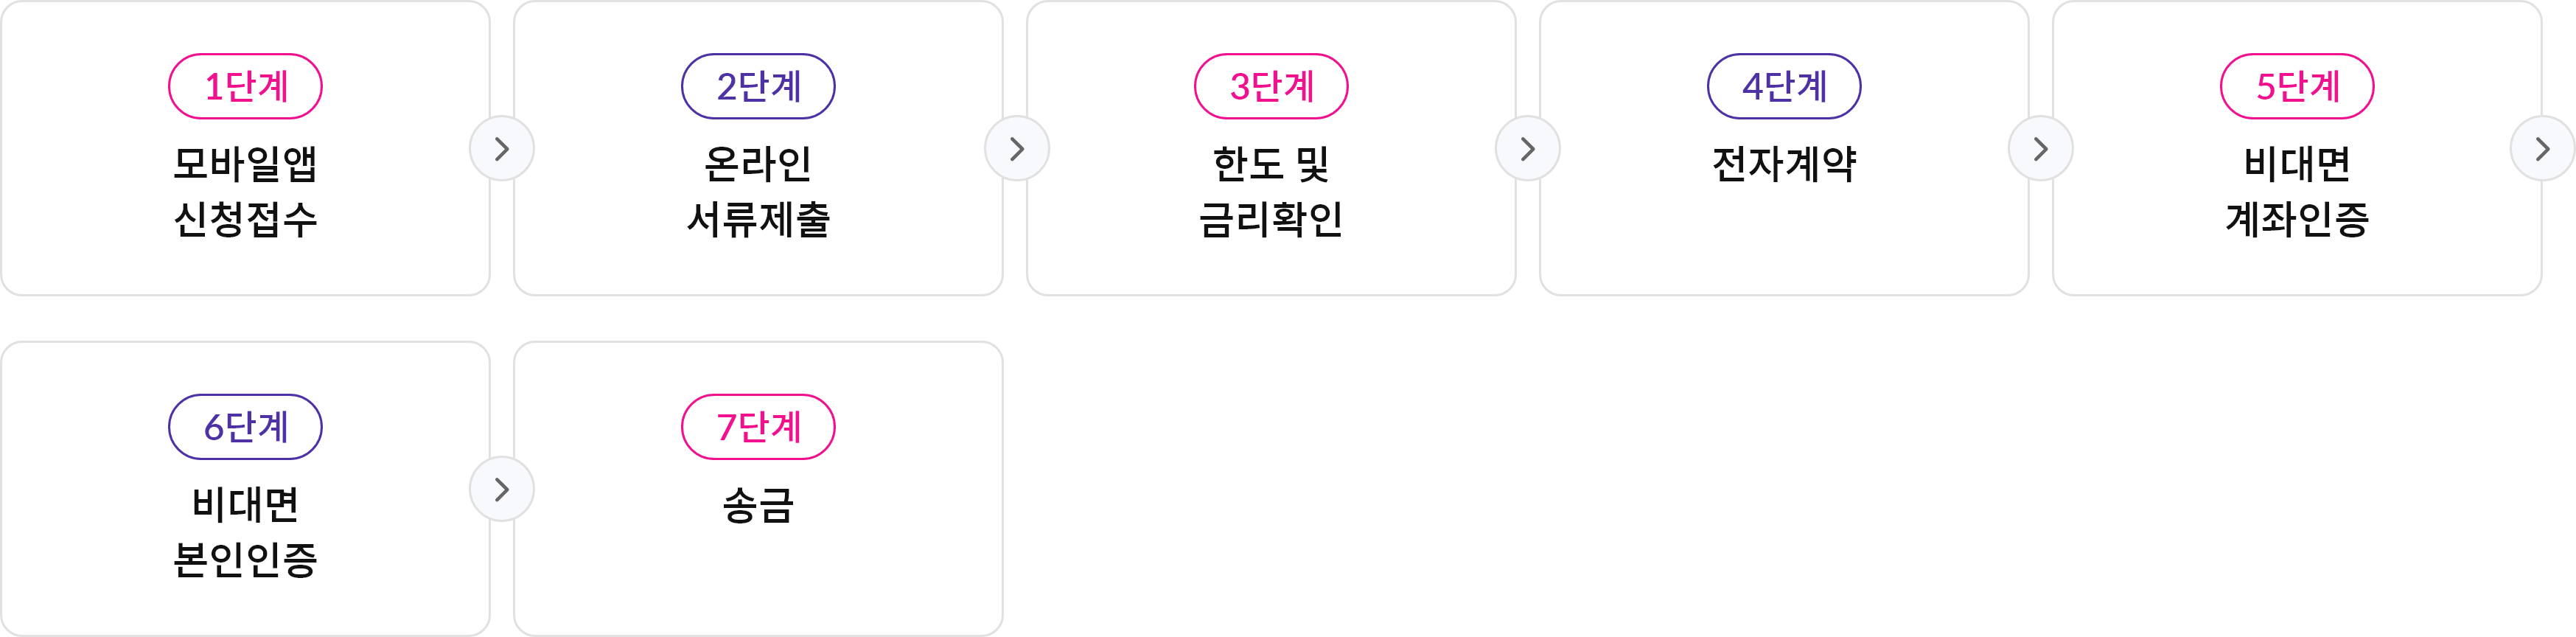 1단계
모바일앱
신청접수
2단계
온라인
서류제출
3단계
한도 및
금리확인
4단계
전자계약
5단계
비대면
계좌인증
6단계
비대면
본인인증
7단계
송금